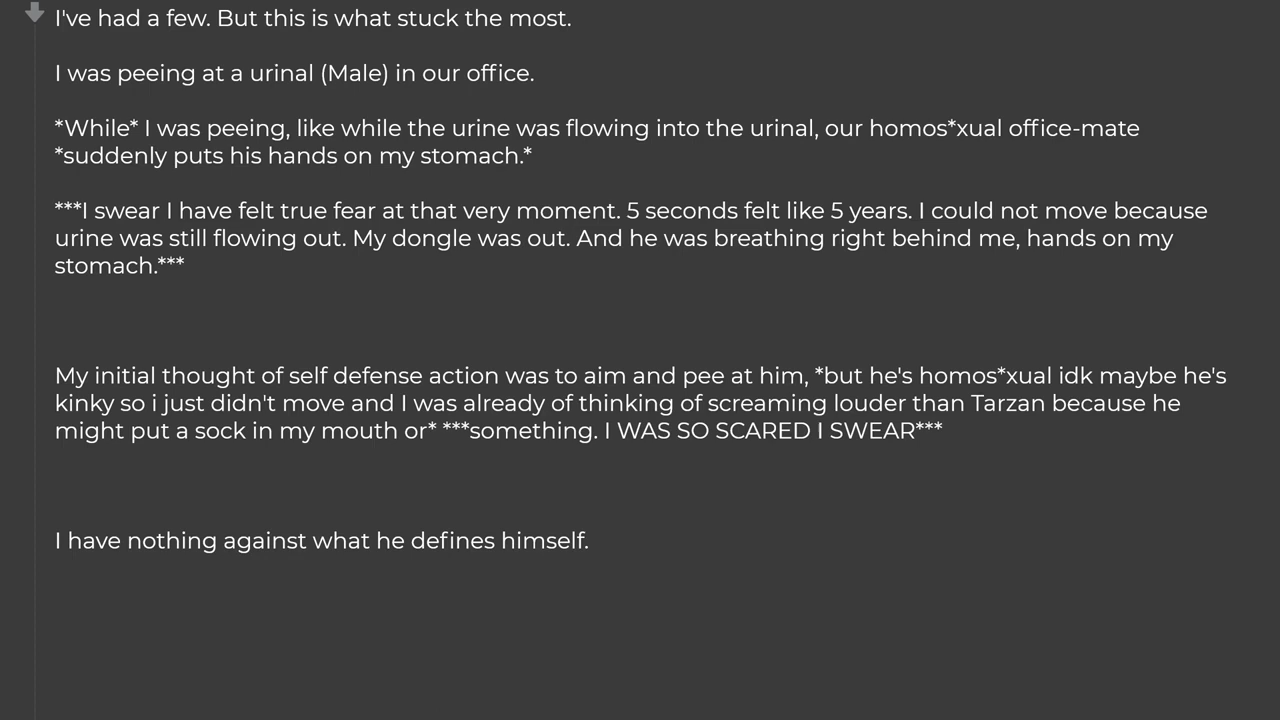 I've had a few. But this is what stuck the most.
I was peeing at a urinal (Male) in our office.
*While* I was peeing, like while the urine was flowing into the urinal, our homos*xual office-mate
*suddenly puts his hands on my stomach.*
***I swear I have felt true fear at that very moment. 5 seconds felt like 5 years. I could not move because
urine was still flowing out. My dongle was out. And he was breathing right behind me, hands on my
stomach.***
My initial thought of self defense action was to aim and pee at him, *but he's homos*xual idk maybe he's
kinky so i just didn't move and I was already of thinking of screaming louder than Tarzan because he
might put a sock in my mouth or* ***something. I WAS SO SCARED I SWEAR***
I have nothing against what he defines himself.